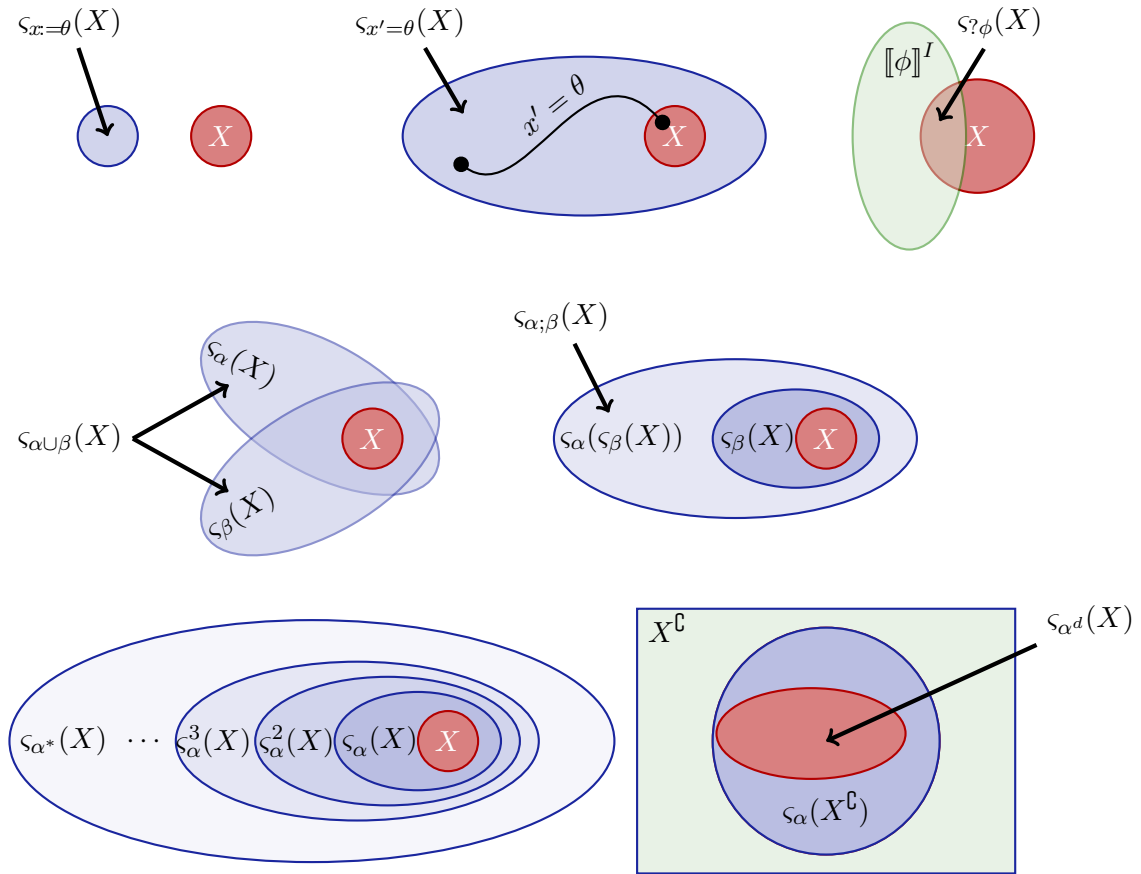 ς_{x:=θ}(X)
ς_{x′=θ}(X)
⟦ϕ⟧^I
ς_{?ϕ}(X)
X
x′ = θ
X
X
ς_{α;β}(X)
ς_α(X)
ς_{α∪β}(X)
X
ς_β(X)
ς_α(ς_β(X))
ς_β(X)
X
ς_{α^d}(X)
X^∁
ς_{α*}(X) ··· ς_α^3(X) ς_α^2(X) ς_α(X) X
ς_α(X^∁)